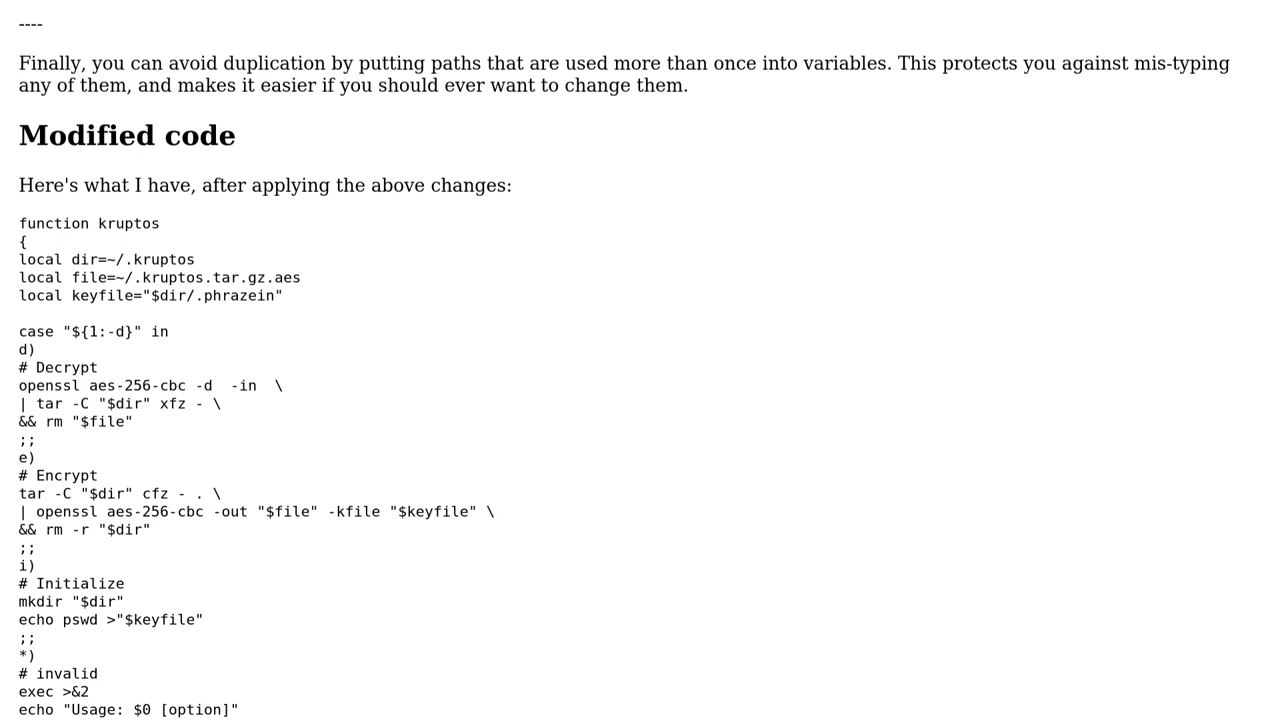 ----
Finally, you can avoid duplication by putting paths that are used more than once into variables. This protects you against mis-typing
any of them, and makes it easier if you should ever want to change them.
Modified code
Here's what I have, after applying the above changes:
function kruptos
{
local dir=~/.kruptos
local file=~/.kruptos.tar.gz.aes
local keyfile="$dir/.phrazein"
case "${1:-d}" in
d)
# Decrypt
openssl aes-256-cbc -d  -in  \
| tar -C "$dir" xfz - \
&& rm "$file"
;;
e)
# Encrypt
tar -C "$dir" cfz - . \
| openssl aes-256-cbc -out "$file" -kfile "$keyfile" \
&& rm -r "$dir"
;;
i)
# Initialize
mkdir "$dir"
echo pswd >"$keyfile"
;;
*)
# invalid
exec >&2
echo "Usage: $0 [option]"